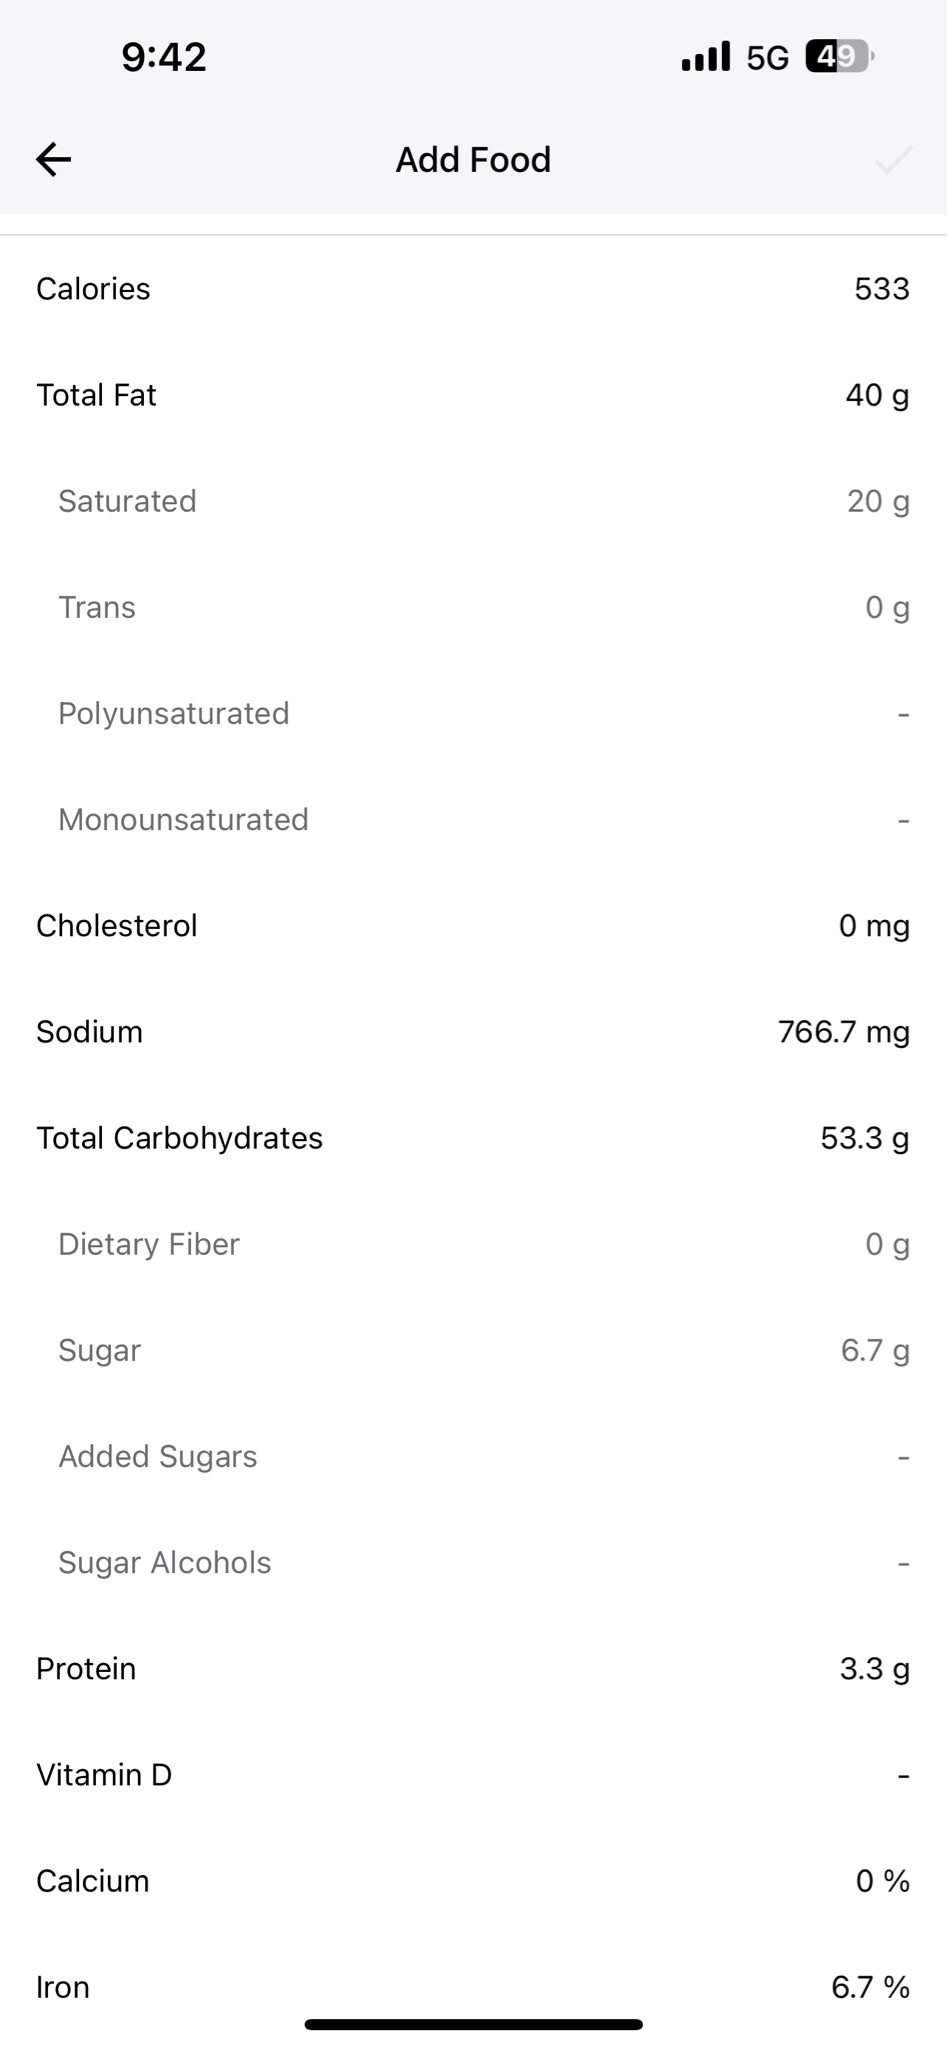 9:42 5G 49
Add Food
Calories 533
Total Fat 40 g
Saturated 20 g
Trans 0 g
Polyunsaturated -
Monounsaturated -
Cholesterol 0 mg
Sodium 766.7 mg
Total Carbohydrates 53.3 g
Dietary Fiber 0 g
Sugar 6.7 g
Added Sugars -
Sugar Alcohols -
Protein 3.3 g
Vitamin D -
Calcium 0 %
Iron 6.7 %